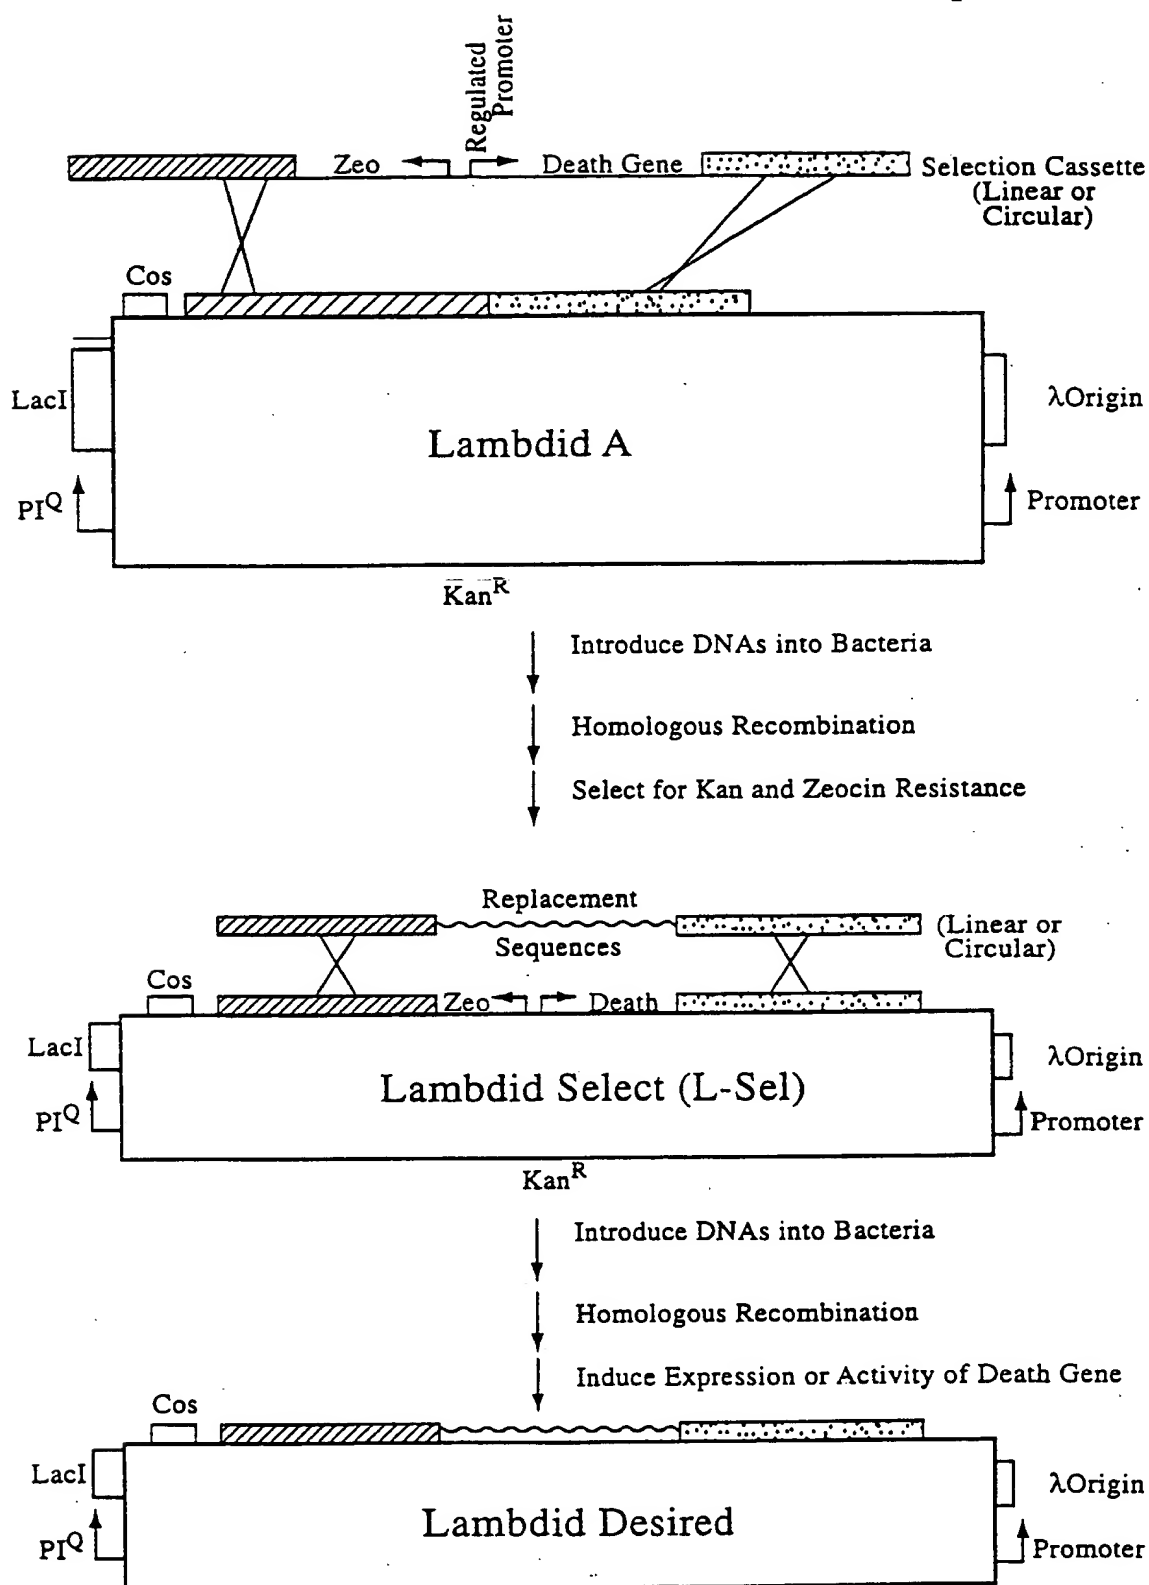 Regulated
Promoter
Zeo
Death Gene
Selection Cassette
(Linear or
Circular)
Cos
LacI
λOrigin
Lambdid A
PI^Q
Promoter
Kan^R
Introduce DNAs into Bacteria
Homologous Recombination
Select for Kan and Zeocin Resistance
Replacement
Sequences
(Linear or
Circular)
Cos
Zeo
Death
LacI
λOrigin
Lambdid Select (L-Sel)
PI^Q
Promoter
Kan^R
Introduce DNAs into Bacteria
Homologous Recombination
Induce Expression or Activity of Death Gene
Cos
LacI
λOrigin
Lambdid Desired
PI^Q
Promoter